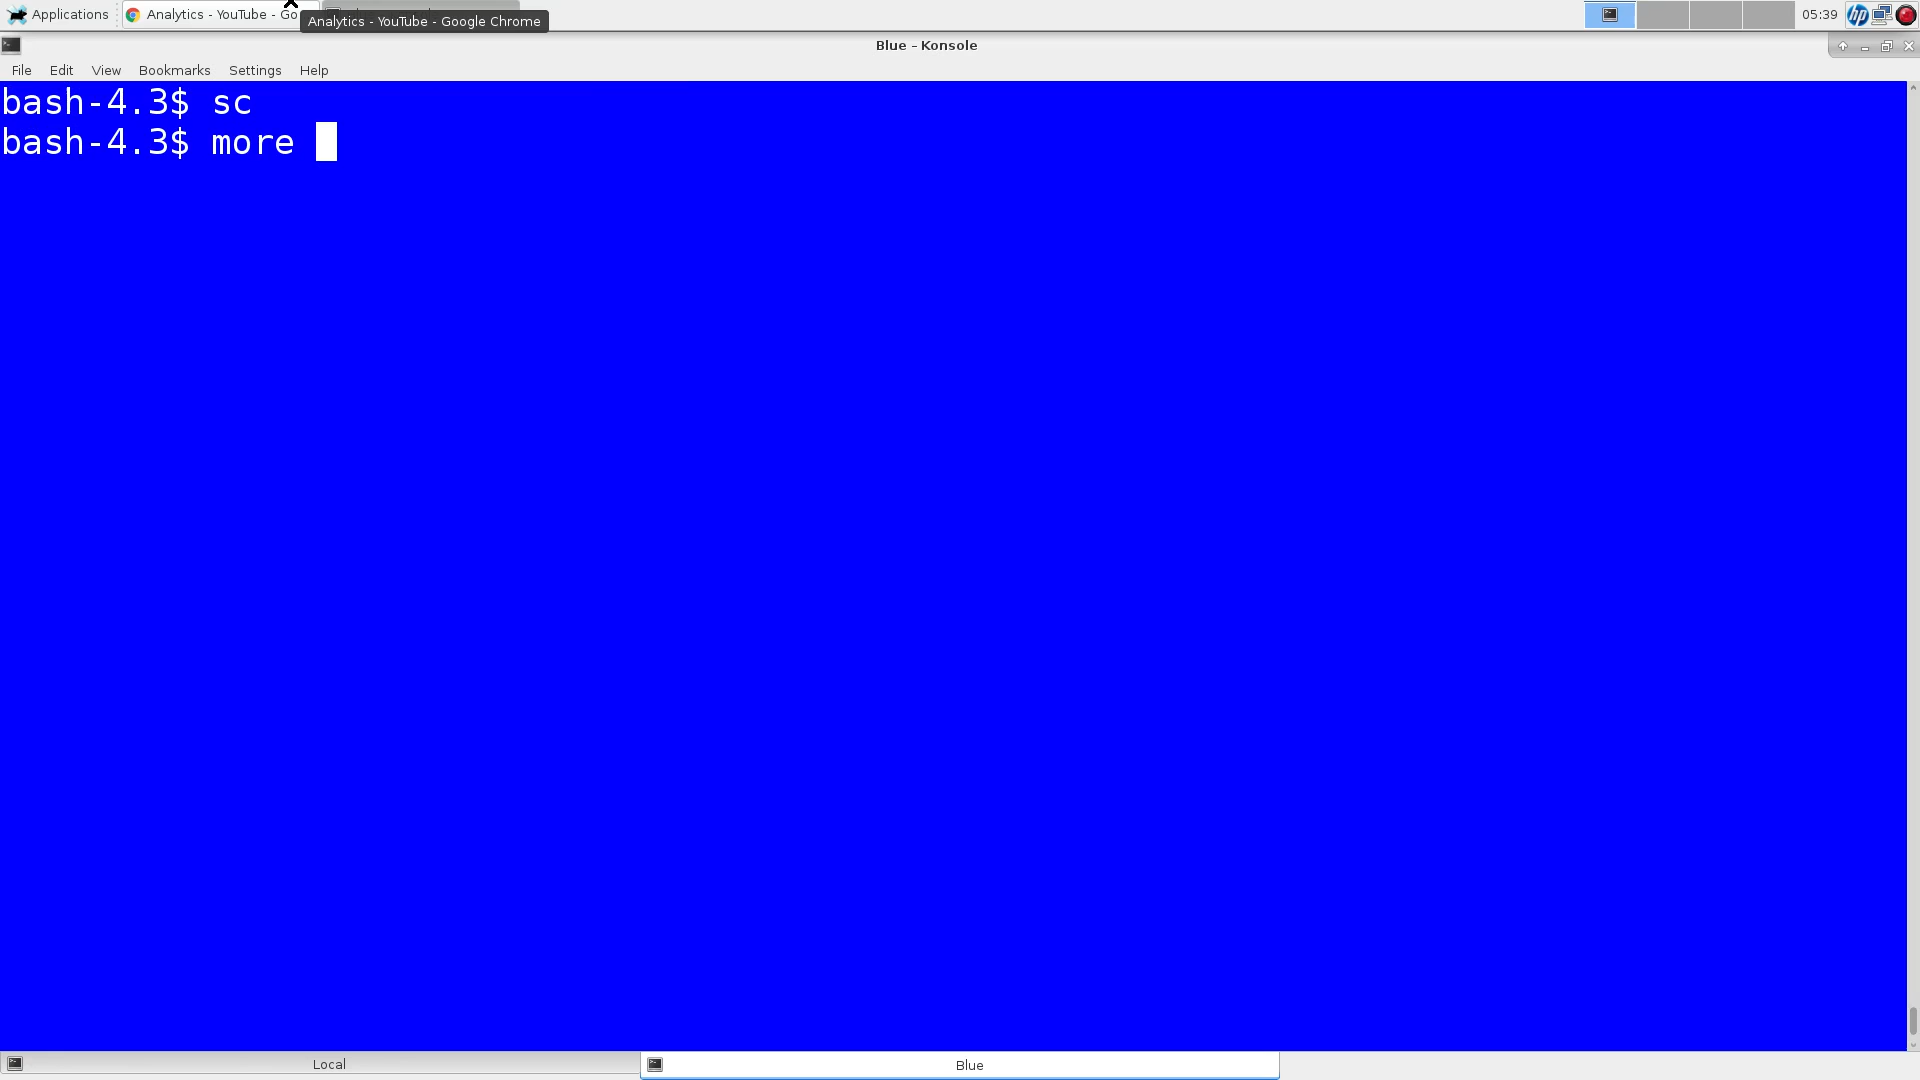 Applications
Analytics - YouTube - Go
Analytics - YouTube - Google Chrome
05:39
hp
Blue – Konsole
File Edit View Bookmarks Settings Help
bash-4.3$ sc
bash-4.3$ more
Local
Blue